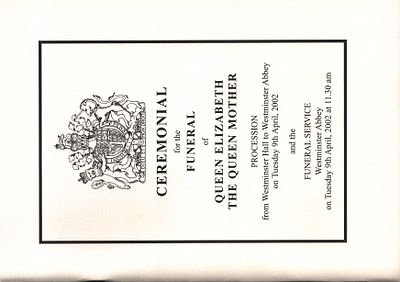 CEREMONIAL
for the
FUNERAL
of
QUEEN ELIZABETH
THE QUEEN MOTHER
PROCESSION
from Westminster Hall to Westminster Abbey
on Tuesday 9th April, 2002
and the
FUNERAL SERVICE
Westminster Abbey
on Tuesday 9th April, 2002 at 11.30 am